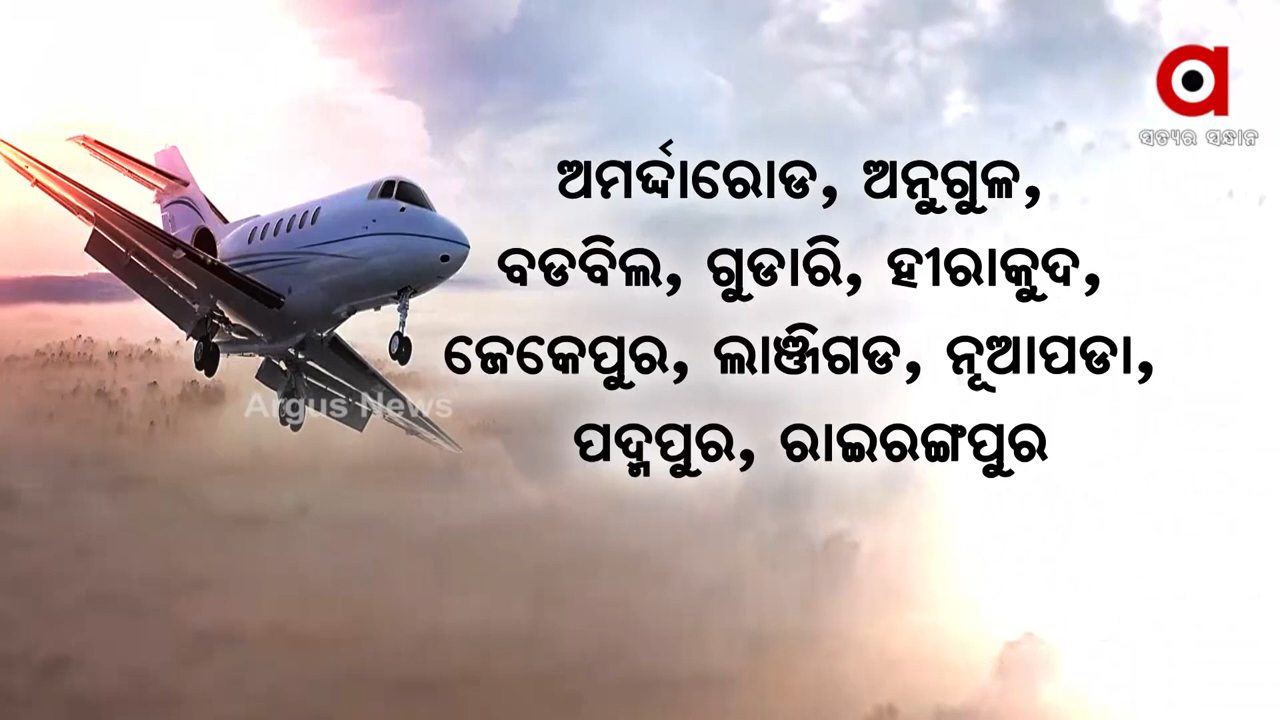 ସତ୍ୟର ସନ୍ଧାନ
ଅମର୍ଦ୍ଦାରୋଡ, ଅନୁଗୁଳ,
ବଡବିଲ, ଗୁଡାରି, ହୀରାକୁଦ,
ଜେକେପୁର, ଲାଞ୍ଜିଗଡ, ନୂଆପଡା,
ପଦ୍ମପୁର, ରାଇରଙ୍ଗପୁର
Argus News